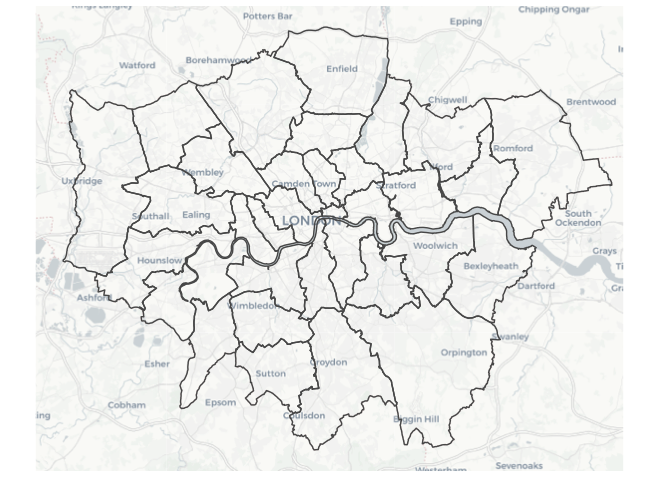 Kings Langley
Potters Bar
Chipping Ongar
Epping
Watford
Borehamwood
Enfield
Chigwell
Brentwood
Romford
Wembley
Uxbridge
Camden Town
Stratford
Ilford
Southall
Ealing
LONDON
South
Ockendon
Woolwich
Grays
Hounslow
Bexleyheath
Dartford
Ashford
Wimbledon
Swanley
Esher
Croydon
Orpington
Sutton
Cobham
Epsom
Coulsdon
Biggin Hill
Westerham
Sevenoaks